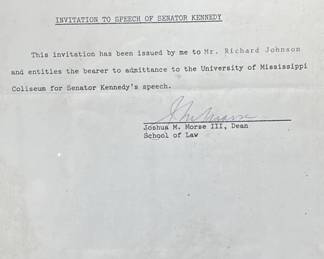 INVITATION TO SPEECH OF SENATOR KENNEDY
This invitation has been issued by me to Mr. Richard Johnson
and entitles the bearer to admittance to the University of Mississippi
Coliseum for Senator Kennedy's speech.
Joshua M. Morse III, Dean
School of Law